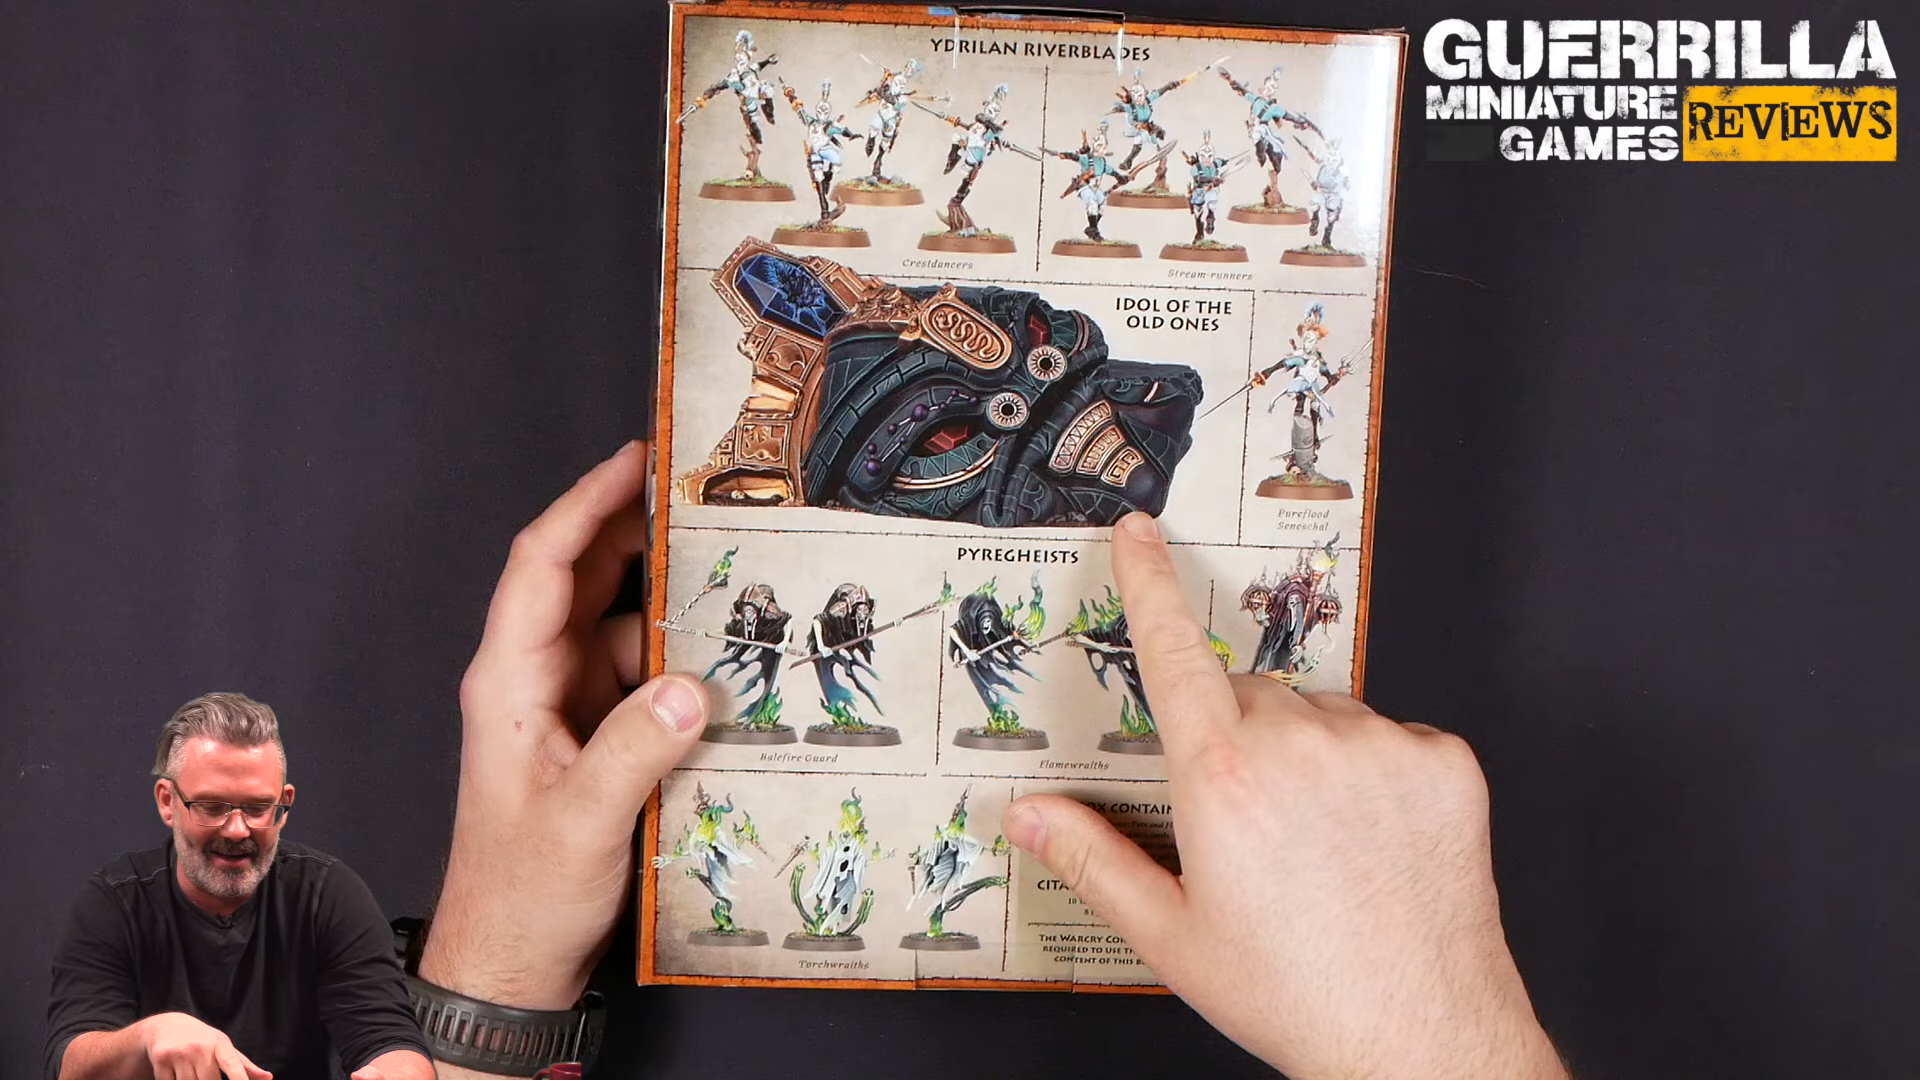 GUERRILLA
MINIATURE
GAMES
REVIEWS
YDRILAN RIVERBLADES
Crestdancers
Stream-runners
IDOL OF THE
OLD ONES
Pureflood
Seneschal
PYREGHEISTS
Balefire Guard
Flamewraiths
Torchwraiths
CONTAIN
THE WARCRY
REQUIRED TO USE
CONTENT OF THIS